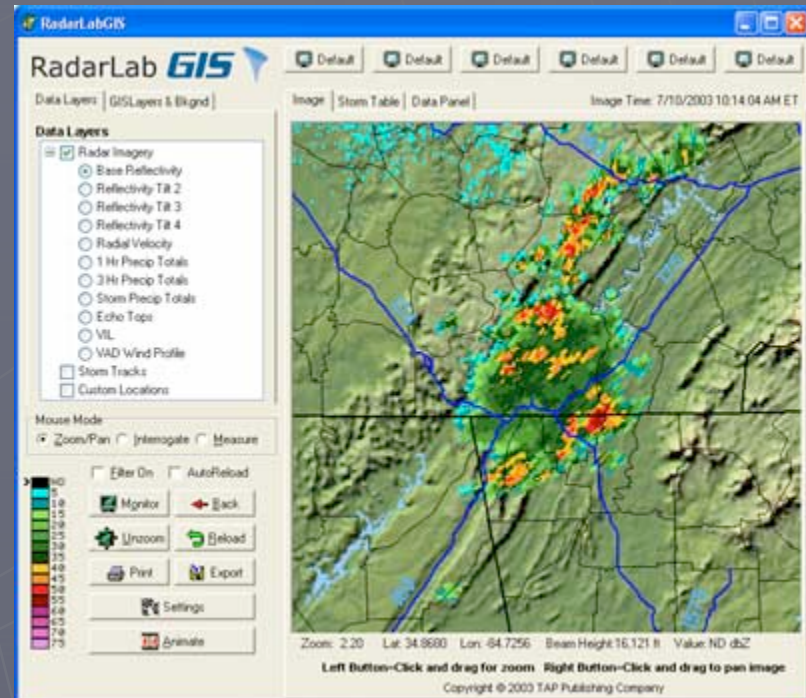 RadarLabGIS
RadarLab GIS
Default Default Default Default Default Default
Data Layers GISLayers & Bkgnd
Image Storm Table Data Panel Image Time: 7/10/2003 10:14:04 AM ET
Data Layers
Radar Imagery
Base Reflectivity
Reflectivity Tilt 2
Reflectivity Tilt 3
Reflectivity Tilt 4
Radial Velocity
1 Hr Precip Totals
3 Hr Precip Totals
Storm Precip Totals
Echo Tops
VIL
VAD Wind Profile
Storm Tracks
Custom Locations
Mouse Mode
Zoom/Pan Interrogate Measure
Filter On AutoReload
Monitor Back
Unzoom Reload
Print Export
Settings
Animate
ND
5
10
15
20
25
30
35
40
45
50
55
60
65
70
75
I75
Zoom: 2.20 Lat: 34.8680 Lon: -84.7256 Beam Height 16,121 ft Value: ND dbZ
Left Button-Click and drag for zoom Right Button-Click and drag to pan image
Copyright © 2003 TAP Publishing Company